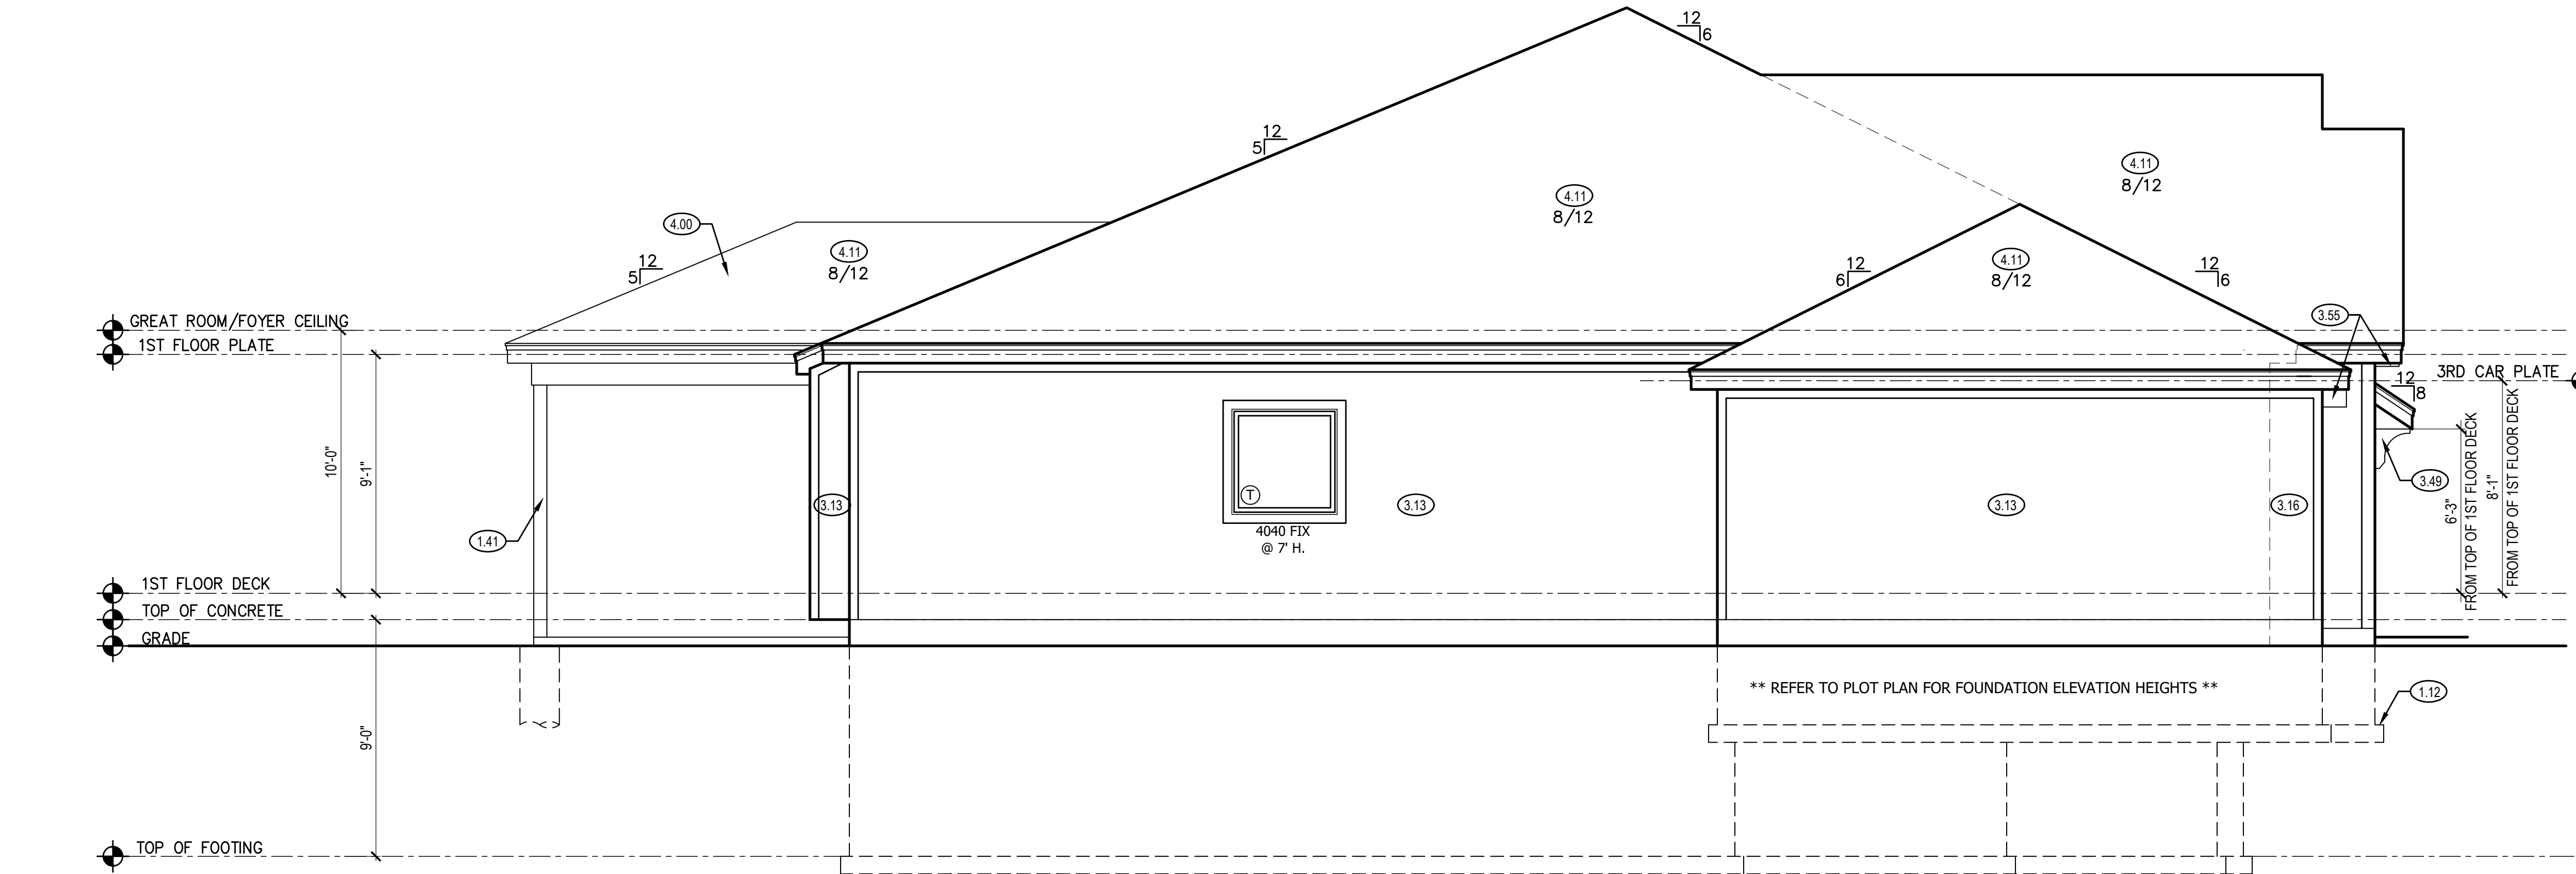 12
6
12
5
4.11
8/12
4.11
8/12
4.00
4.11
8/12
12
5
4.11
8/12
12
6
12
6
3.55
GREAT ROOM/FOYER CEILING
1ST FLOOR PLATE
3RD CAR PLATE
12
8
10'-0"
9'-1"
3.13
T
4040 FIX
@ 7' H.
3.13
3.13
3.16
3.49
6'-3"
FROM TOP OF 1ST FLOOR DECK
8'-1"
FROM TOP OF 1ST FLOOR DECK
1.41
1ST FLOOR DECK
TOP OF CONCRETE
GRADE
** REFER TO PLOT PLAN FOR FOUNDATION ELEVATION HEIGHTS **
1.12
9'-0"
TOP OF FOOTING